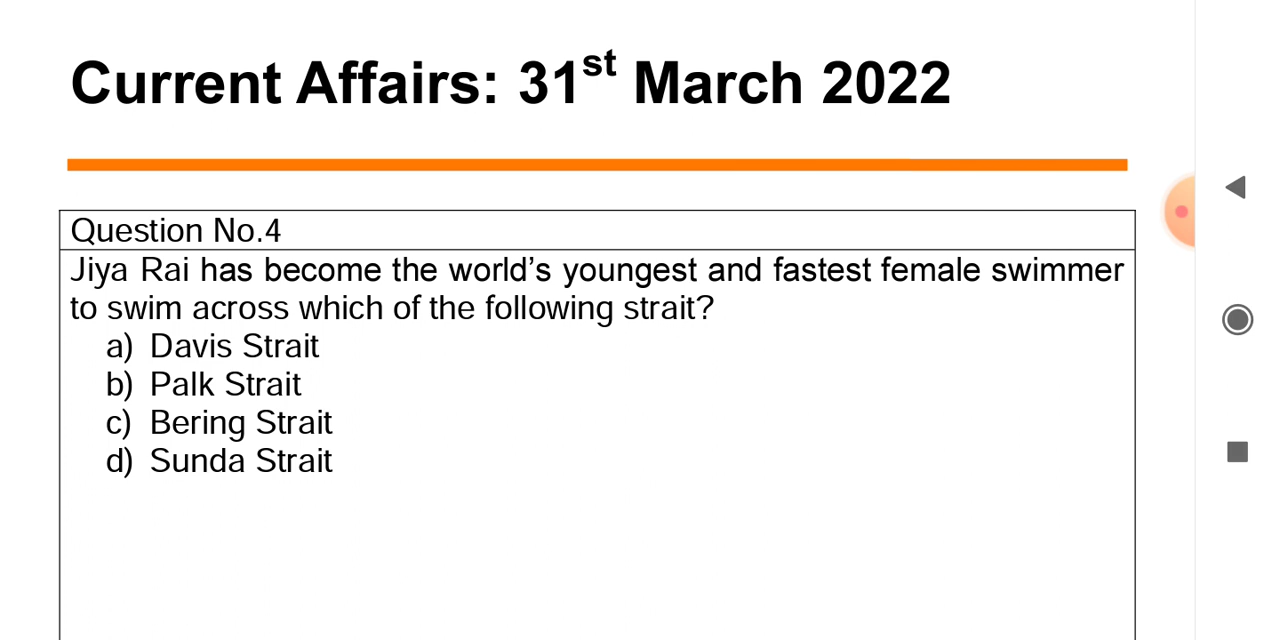 Current Affairs: 31st March 2022
Question No.4
Jiya Rai has become the world's youngest and fastest female swimmer
to swim across which of the following strait?
a) Davis Strait
b) Palk Strait
c) Bering Strait
d) Sunda Strait